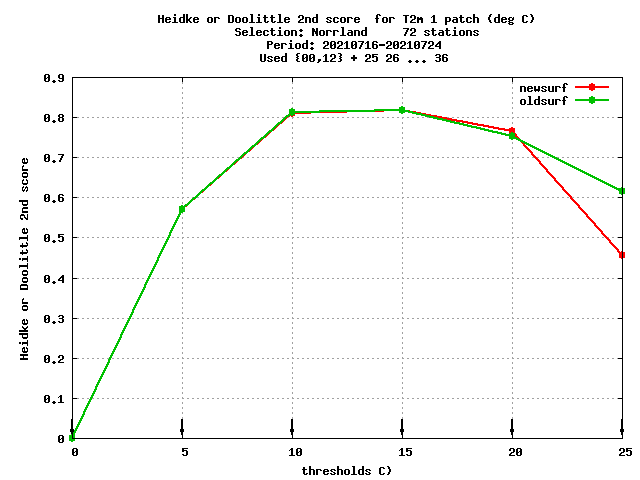 Heidke or Doolittle 2nd score  for T2m 1 patch (deg C)
Selection: Norrland     72 stations
Period: 20210716-20210724
Used {00,12} + 25 26 ... 36
newsurf
oldsurf
Heidke or Doolittle 2nd score
0.9
0.8
0.7
0.6
0.5
0.4
0.3
0.2
0.1
0
0 5 10 15 20 25
thresholds C)